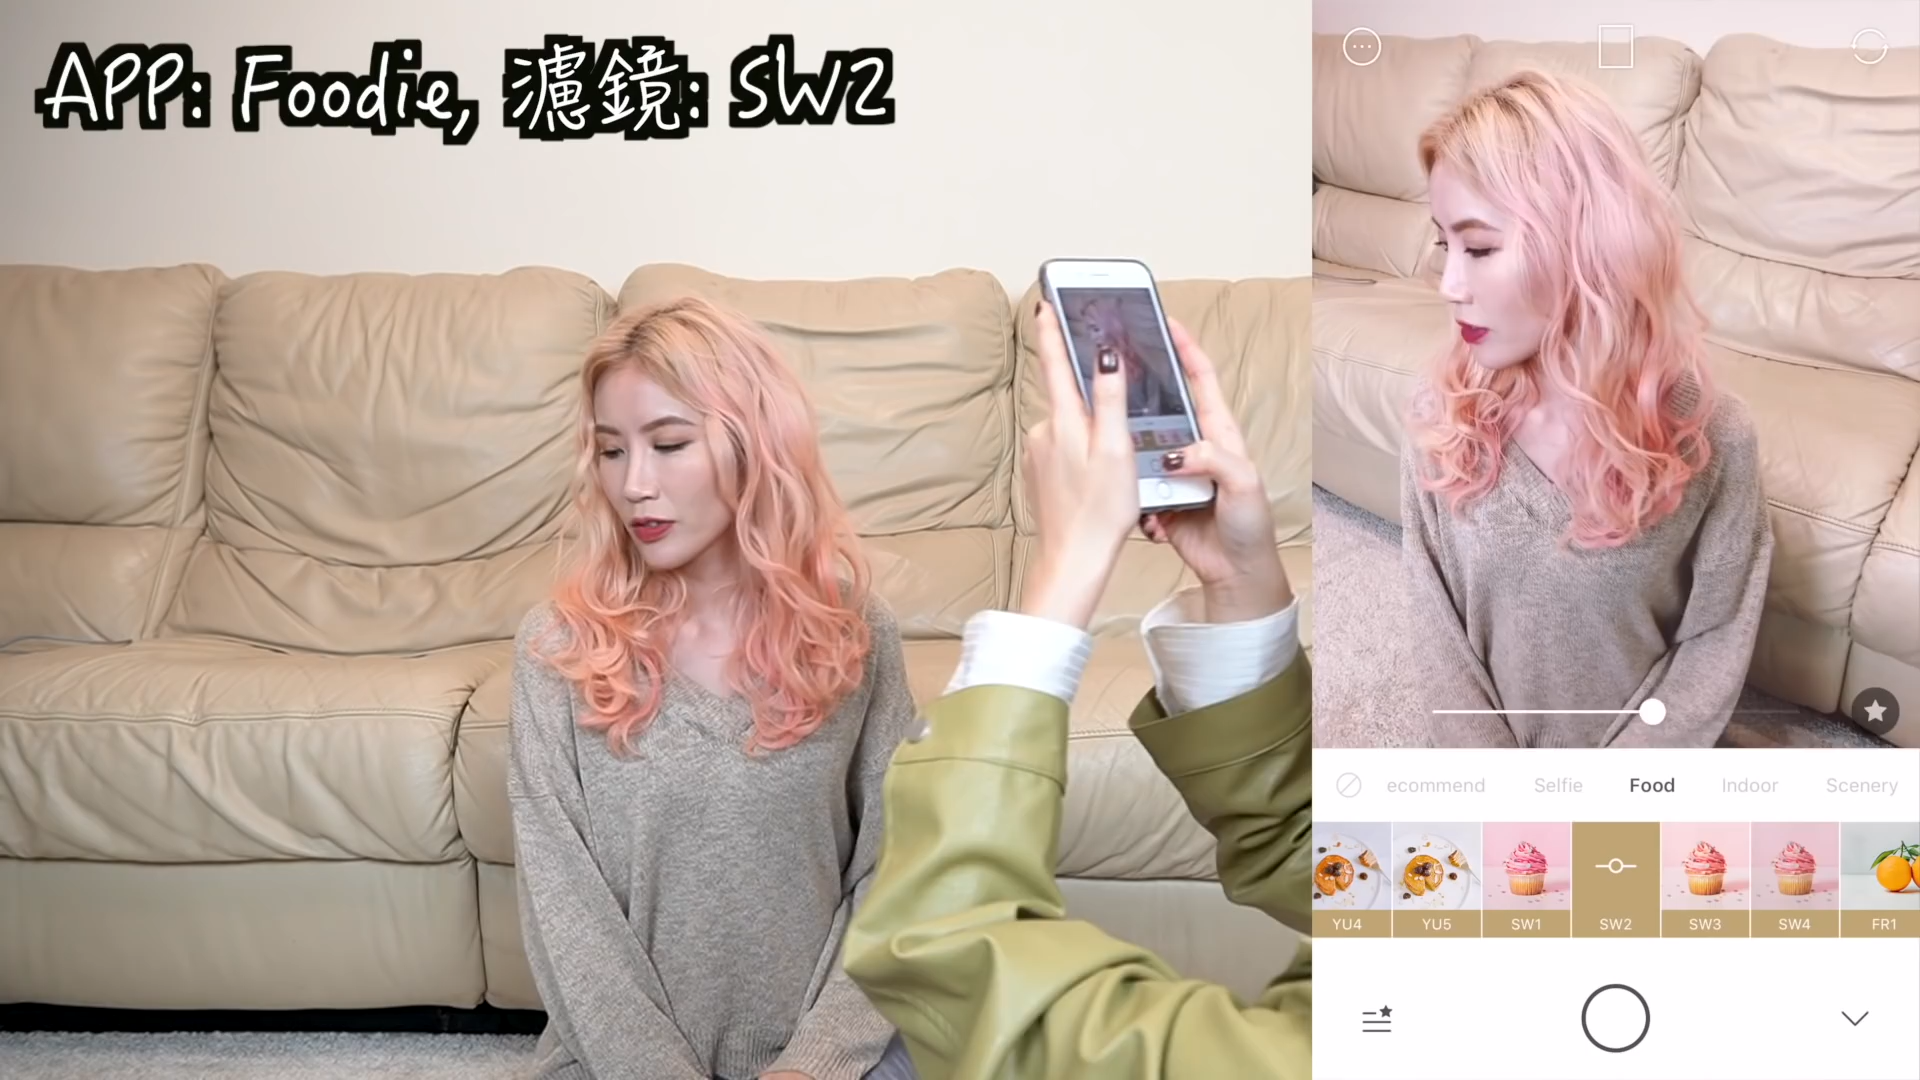 APP: Foodie, 濾鏡: SW2
ecommend Selfie Food Indoor Scenery
YU4 YU5 SW1 SW2 SW3 SW4 FR1